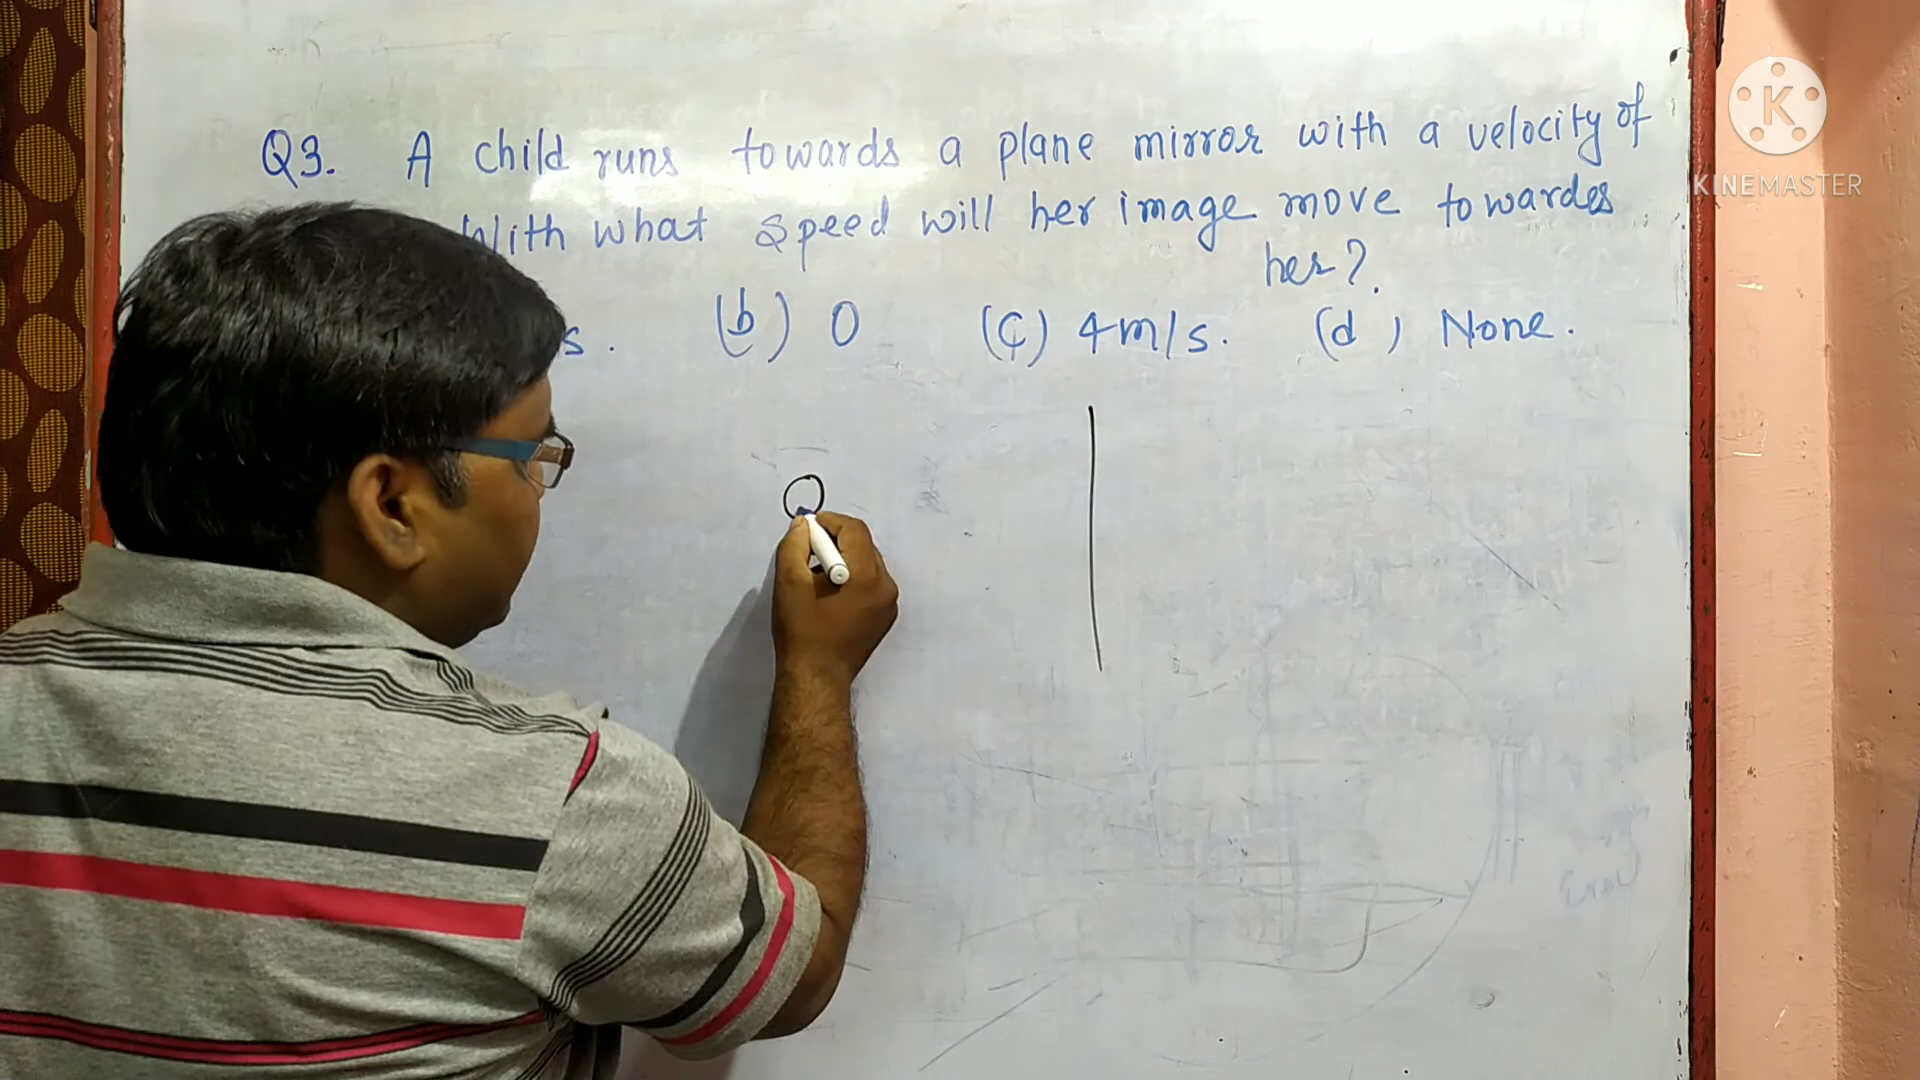 Q3. A child runs towards a plane mirror with a velocity of
With what speed will her image move towardes
her?
s. (b) 0 (c) 4m/s. (d) None.
K
KINEMASTER